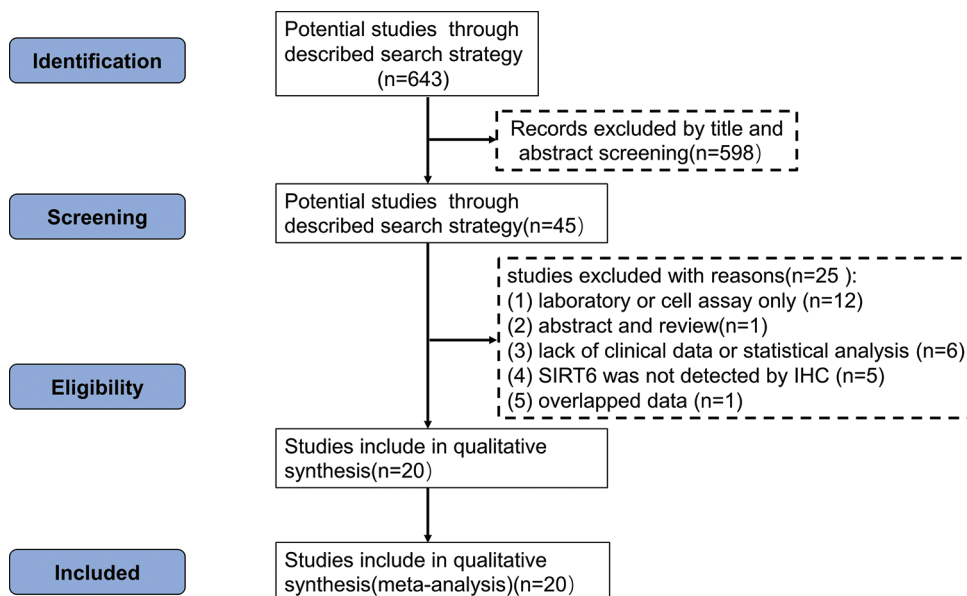 Identification
Potential studies through
described search strategy
(n=643)
Records excluded by title and
abstract screening(n=598)
Screening
Potential studies through
described search strategy(n=45)
studies excluded with reasons(n=25 ):
(1) laboratory or cell assay only (n=12)
(2) abstract and review(n=1)
(3) lack of clinical data or statistical analysis (n=6)
(4) SIRT6 was not detected by IHC (n=5)
(5) overlapped data (n=1)
Eligibility
Studies include in qualitative
synthesis(n=20)
Included
Studies include in qualitative
synthesis(meta-analysis)(n=20)